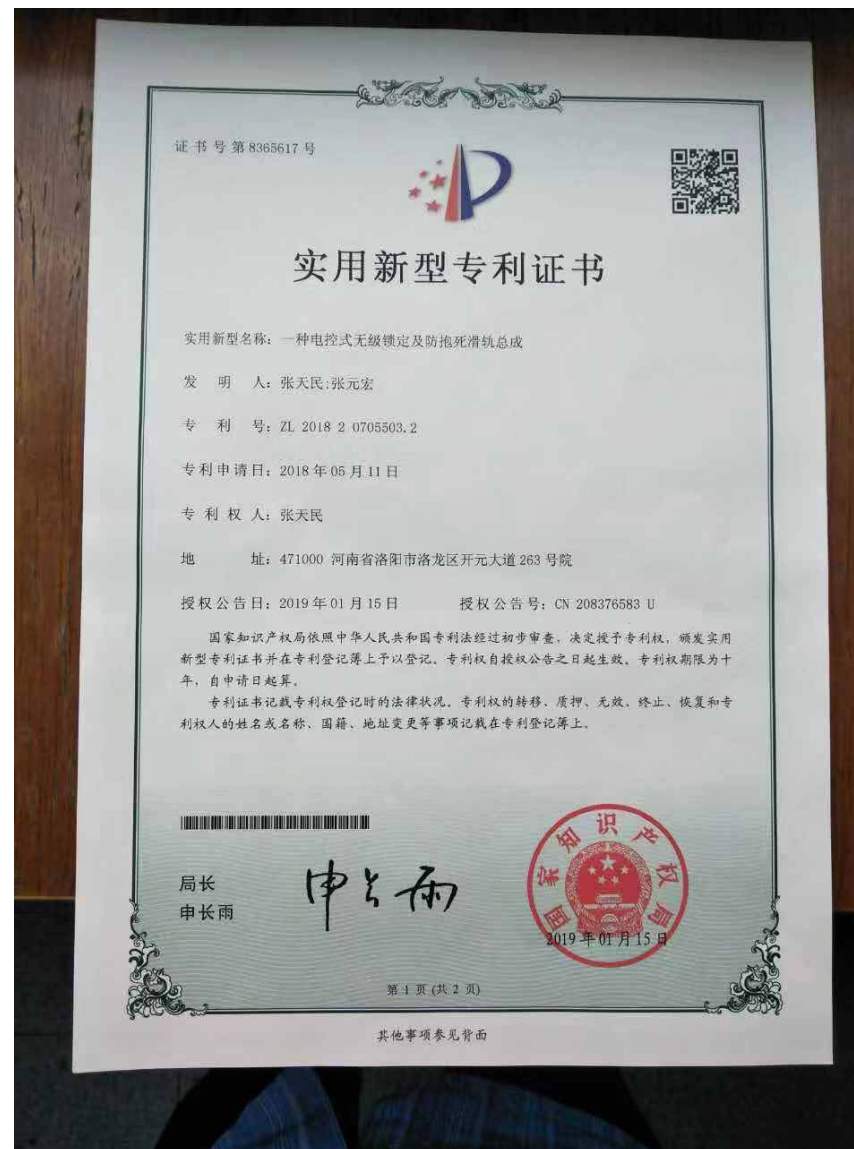 证书号第8365617号
实用新型专利证书
实用新型名称：一种电控式无级锁定及防抱死滑轨总成
发明人：张天民;张元宏
专利号：ZL 2018 2 0705503.2
专利申请日：2018年05月11日
专利权人：张天民
地址：471000 河南省洛阳市洛龙区开元大道263号院
授权公告日：2019年01月15日 授权公告号：CN 208376583 U
国家知识产权局依照中华人民共和国专利法经过初步审查，决定授予专利权，颁发实用
新型专利证书并在专利登记簿上予以登记。专利权自授权公告之日起生效。专利权期限为十
年，自申请日起算。
专利证书记载专利权登记时的法律状况。专利权的转移、质押、无效、终止、恢复和专
利权人的姓名或名称、国籍、地址变更等事项记载在专利登记簿上。
局长
申长雨
申长雨
国家知识产权局
2019年01月15日
第1页(共2页)
其他事项参见背面